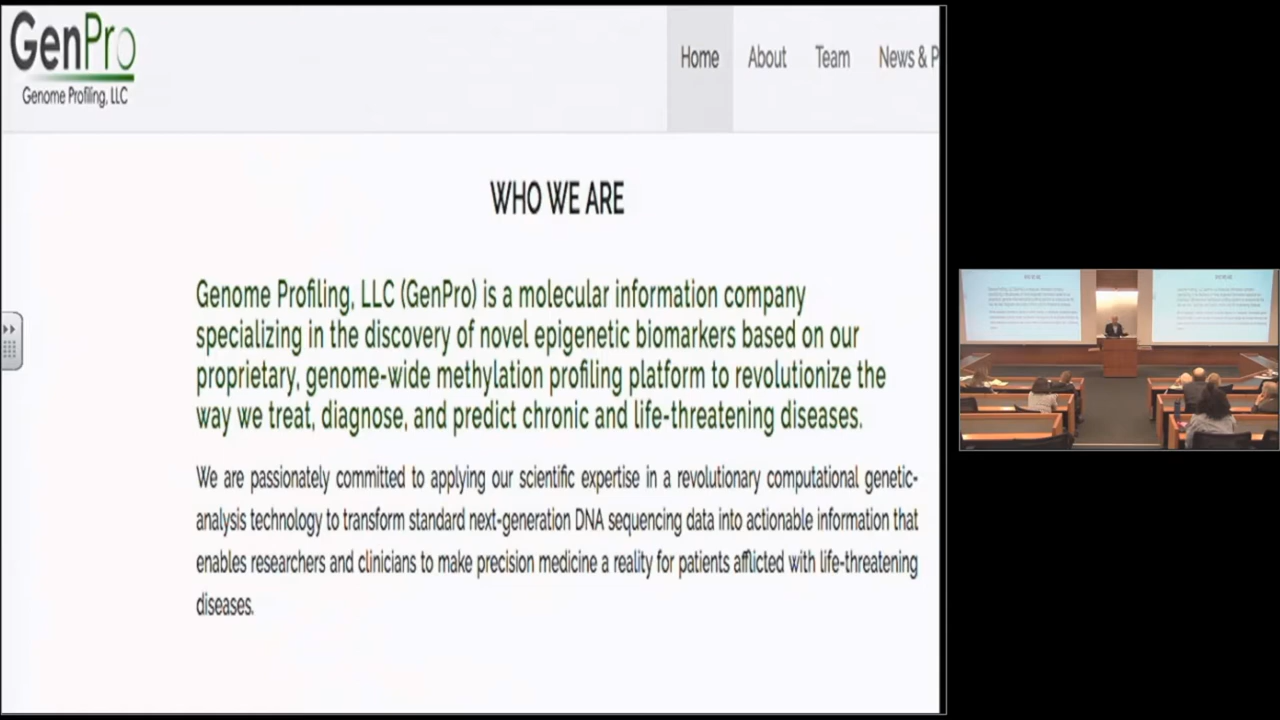 GenPro
Genome Profiling, LLC
Home About Team News & P
WHO WE ARE
Genome Profiling, LLC (GenPro) is a molecular information company
specializing in the discovery of novel epigenetic biomarkers based on our
proprietary, genome-wide methylation profiling platform to revolutionize the
way we treat, diagnose, and predict chronic and life-threatening diseases.
We are passionately committed to applying our scientific expertise in a revolutionary computational genetic-
analysis technology to transform standard next-generation DNA sequencing data into actionable information that
enables researchers and clinicians to make precision medicine a reality for patients afflicted with life-threatening
diseases.